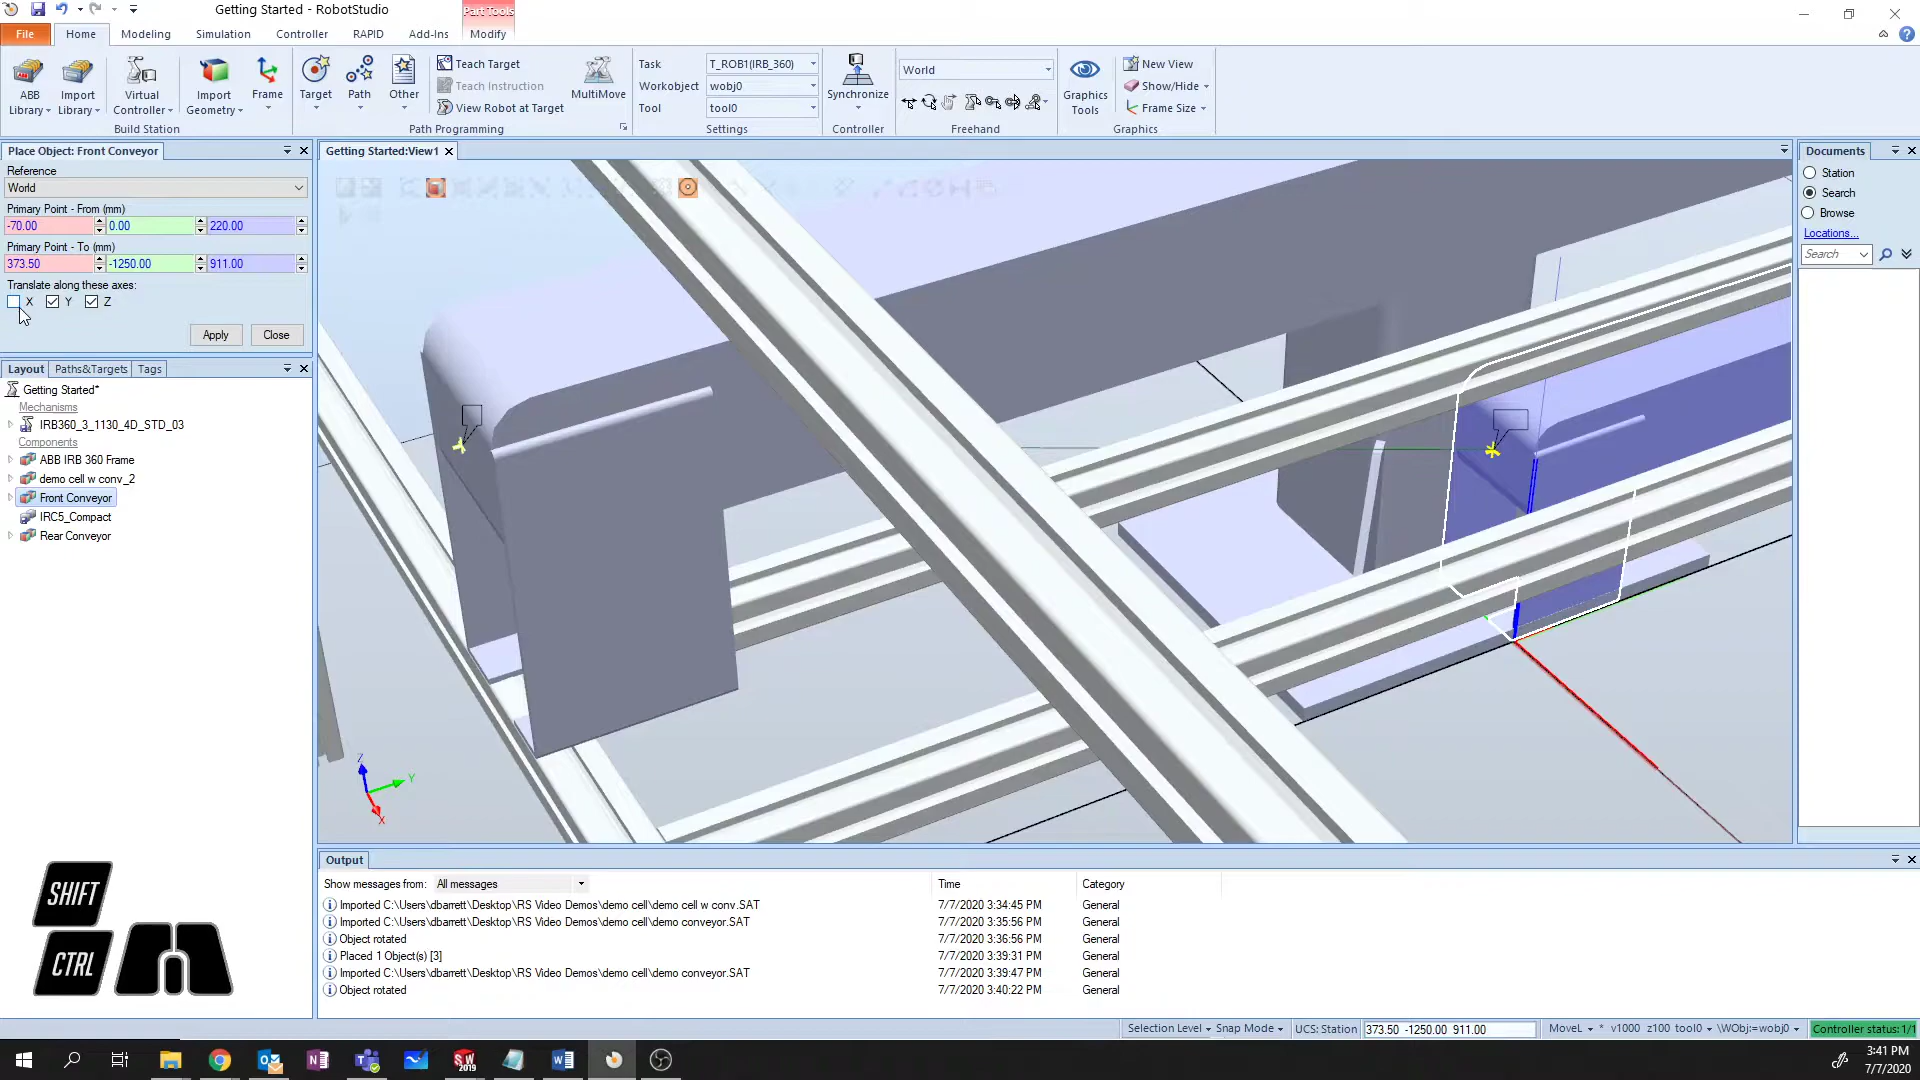 Getting Started - RobotStudio
Part Tools
File
Home
Modeling
Simulation
Controller
RAPID
Add-Ins
Modify
ABB Library
Import Library
Virtual Controller
Import Geometry
Frame
Build Station
Target
Path
Other
Teach Target
Teach Instruction
View Robot at Target
MultiMove
Path Programming
Task T_ROB1(IRB_360)
Workobject wobj0
Tool tool0
Settings
Synchronize
Controller
World
Freehand
Graphics Tools
New View
Show/Hide
Frame Size
Graphics
Place Object: Front Conveyor
Reference
World
Primary Point - From (mm)
-70.00 0.00 220.00
Primary Point - To (mm)
373.50 -1250.00 911.00
Translate along these axes:
X Y Z
Apply Close
Layout Paths&Targets Tags
Getting Started*
Mechanisms
IRB360_3_1130_4D_STD_03
Components
ABB IRB 360 Frame
demo cell w conv_2
Front Conveyor
IRC5_Compact
Rear Conveyor
SHIFT
CTRL
Getting Started:View1
Z
Y
X
Documents
Station
Search
Browse
Locations...
Search
Output
Show messages from: All messages Time Category
Imported C:\Users\dbarrett\Desktop\RS Video Demos\demo cell\demo cell w conv.SAT 7/7/2020 3:34:45 PM General
Imported C:\Users\dbarrett\Desktop\RS Video Demos\demo cell\demo conveyor.SAT 7/7/2020 3:35:56 PM General
Object rotated 7/7/2020 3:36:56 PM General
Placed 1 Object(s) [3] 7/7/2020 3:39:31 PM General
Imported C:\Users\dbarrett\Desktop\RS Video Demos\demo cell\demo conveyor.SAT 7/7/2020 3:39:47 PM General
Object rotated 7/7/2020 3:40:22 PM General
Selection Level Snap Mode UCS: Station 373.50 -1250.00 911.00 MoveL * v1000 z100 tool0 \WObj:=wobj0 Controller status: 1/1
SW
2019
3:41 PM
7/7/2020